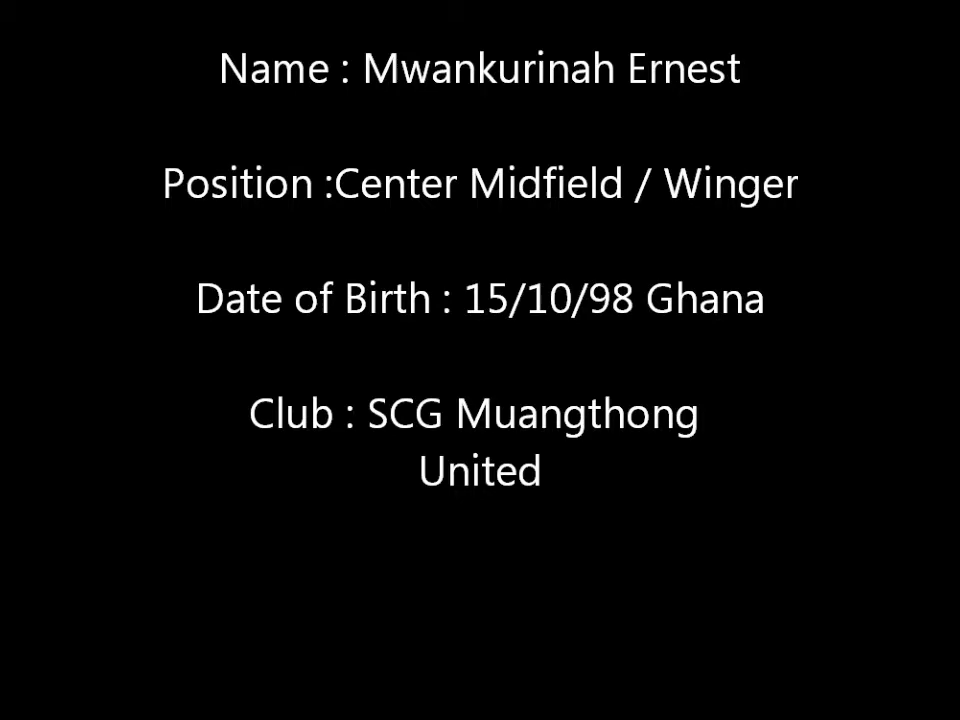 Name : Mwankurinah Ernest
Position :Center Midfield / Winger
Date of Birth : 15/10/98 Ghana
Club : SCG Muangthong
United